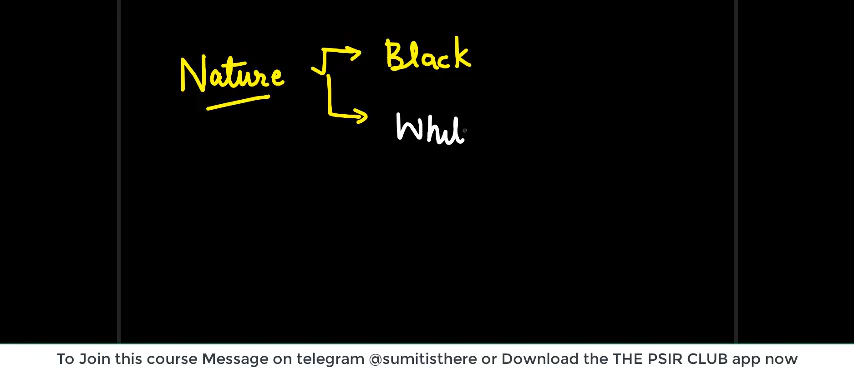 Nature
Black
To Join this course Message on telegram @sumitisthere or Download the THE PSIR CLUB app now